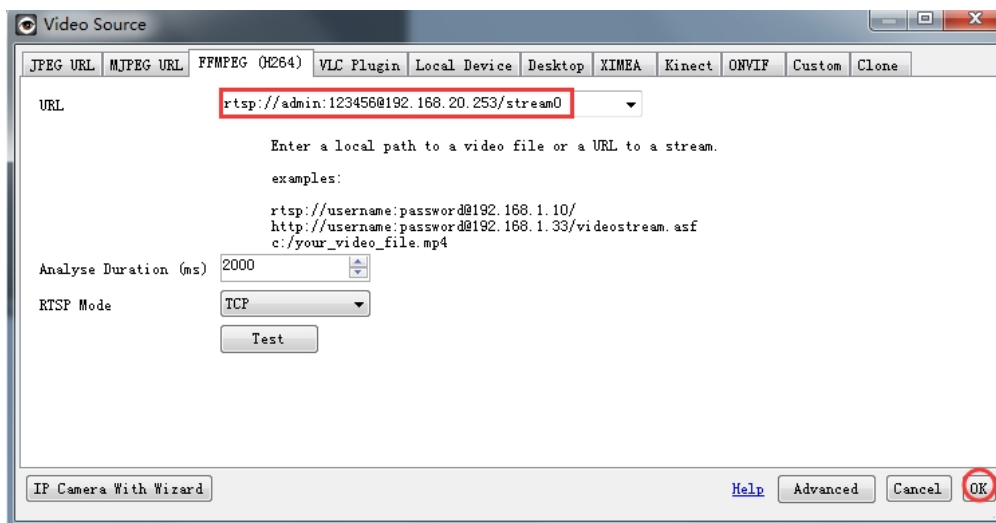 Video Source
JPEG URL MJPEG URL FFMPEG (H264) VLC Plugin Local Device Desktop XIMEA Kinect ONVIF Custom Clone
URL rtsp://admin:123456@192.168.20.253/stream0
Enter a local path to a video file or a URL to a stream.
examples:
rtsp://username:password@192.168.1.10/
http://username:password@192.168.1.33/videostream.asf
c:/your_video_file.mp4
Analyse Duration (ms) 2000
RTSP Mode TCP
Test
IP Camera With Wizard Help Advanced Cancel OK